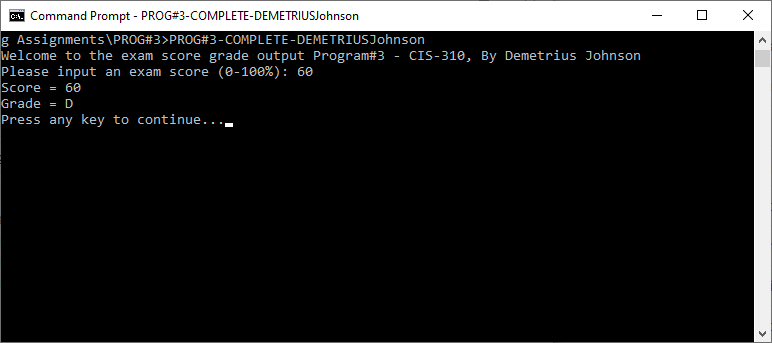 Command Prompt - PROG#3-COMPLETE-DEMETRIUSJohnson
g Assignments\PROG#3>PROG#3-COMPLETE-DEMETRIUSJohnson
Welcome to the exam score grade output Program#3 - CIS-310, By Demetrius Johnson
Please input an exam score (0-100%): 60
Score = 60
Grade = D
Press any key to continue...